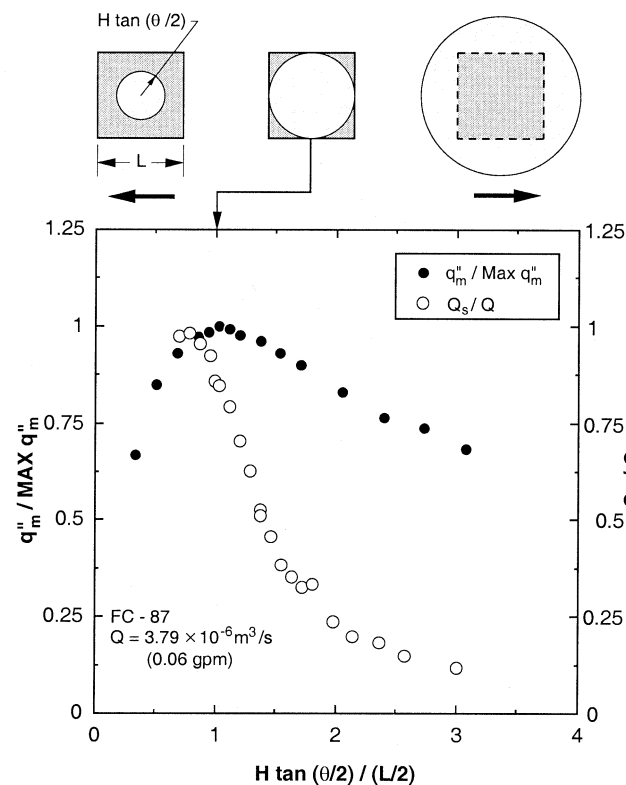 H tan (θ/2)
L
1.25
1
0.75
0.5
0.25
0
1.25
1
0.75
0.5
0.25
0
q"m / Max q"m
Qs / Q
q"m / MAX q"m
FC - 87
Q = 3.79 × 10⁻⁶m³/s
(0.06 gpm)
0
1
2
3
4
H tan (θ/2) / (L/2)